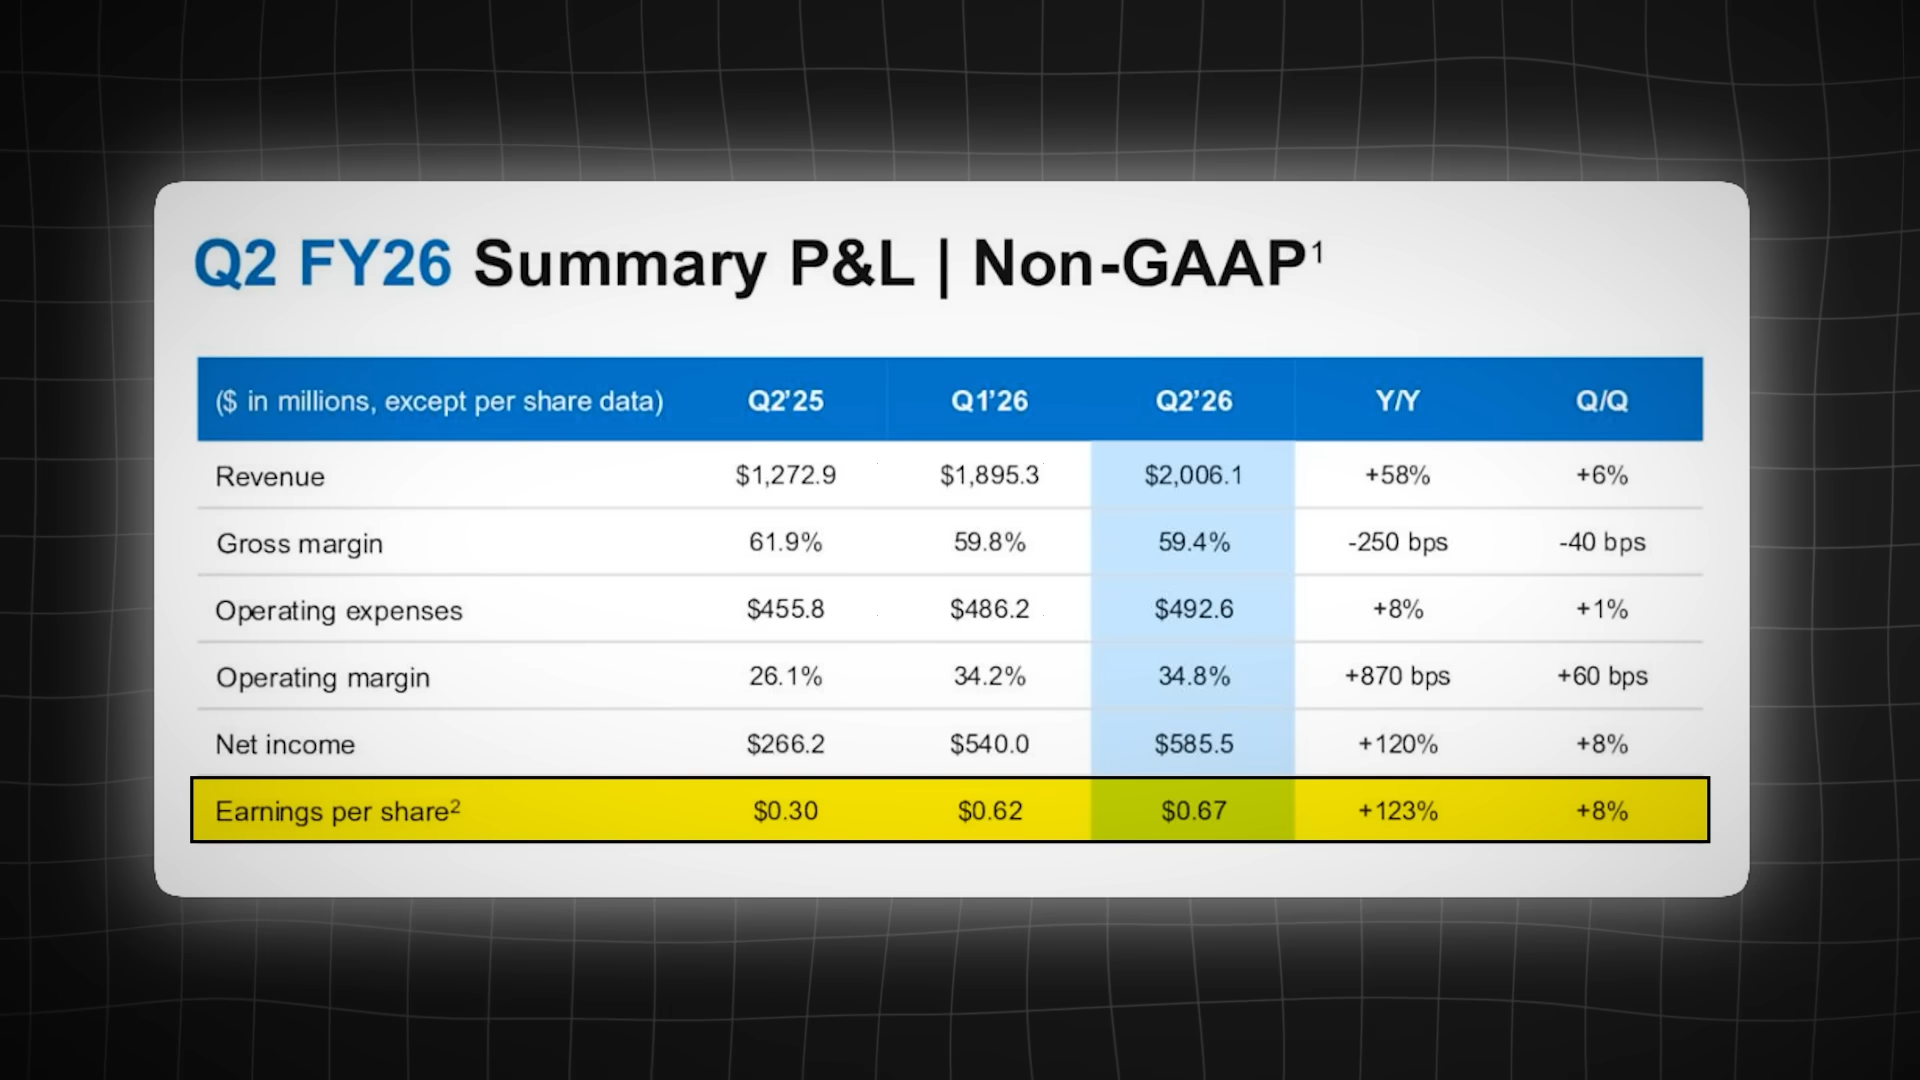 Q2 FY26 Summary P&L | Non-GAAP¹
($ in millions, except per share data) Q2’25 Q1’26 Q2’26 Y/Y Q/Q
Revenue $1,272.9 $1,895.3 $2,006.1 +58% +6%
Gross margin 61.9% 59.8% 59.4% -250 bps -40 bps
Operating expenses $455.8 $486.2 $492.6 +8% +1%
Operating margin 26.1% 34.2% 34.8% +870 bps +60 bps
Net income $266.2 $540.0 $585.5 +120% +8%
Earnings per share² $0.30 $0.62 $0.67 +123% +8%